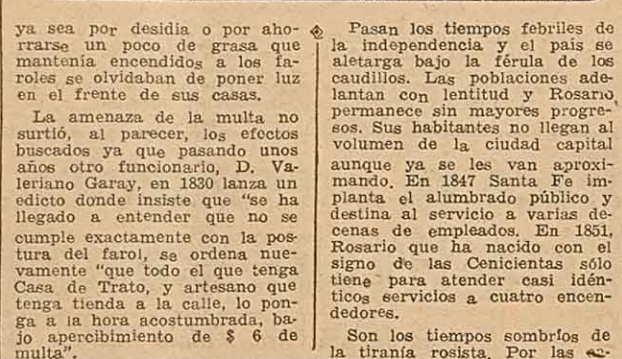 ya sea por desidia o por aho-
rrarse un poco de grasa que
mantenía encendidos a los fa-
roles se olvidaban de poner luz
en el frente de sus casas.
La amenaza de la multa no
surtió, al parecer, los efectos
buscados ya que pasando unos
años otro funcionario, D. Va-
leriano Garay, en 1830 lanza un
edicto donde insiste que "se ha
llegado a entender que no se
cumple exactamente con la pos-
tura del farol, se ordena nue-
vamente "que todo el que tenga
Casa de Trato, y artesano que
tenga tienda a la calle, lo pon-
ga a la hora acostumbrada, ba-
jo apercibimiento de $ 6 de
multa".
Pasan los tiempos febriles de
la independencia y el país se
aletarga bajo la férula de los
caudillos. Las poblaciones ade-
lantan con lentitud y Rosario,
permanece sin mayores progre-
sos. Sus habitantes no llegan al
volumen de la ciudad capital
aunque ya se les van aproxi-
mando. En 1847 Santa Fe im-
planta el alumbrado público y
destina al servicio a varias de-
cenas de empleados. En 1851,
Rosario que ha nacido con el
signo de las Cenicientas sólo
tiene para atender casi idén-
ticos servicios a cuatro encen-
dedores.
Son los tiempos sombríos de
la tiranía rosista. Por las